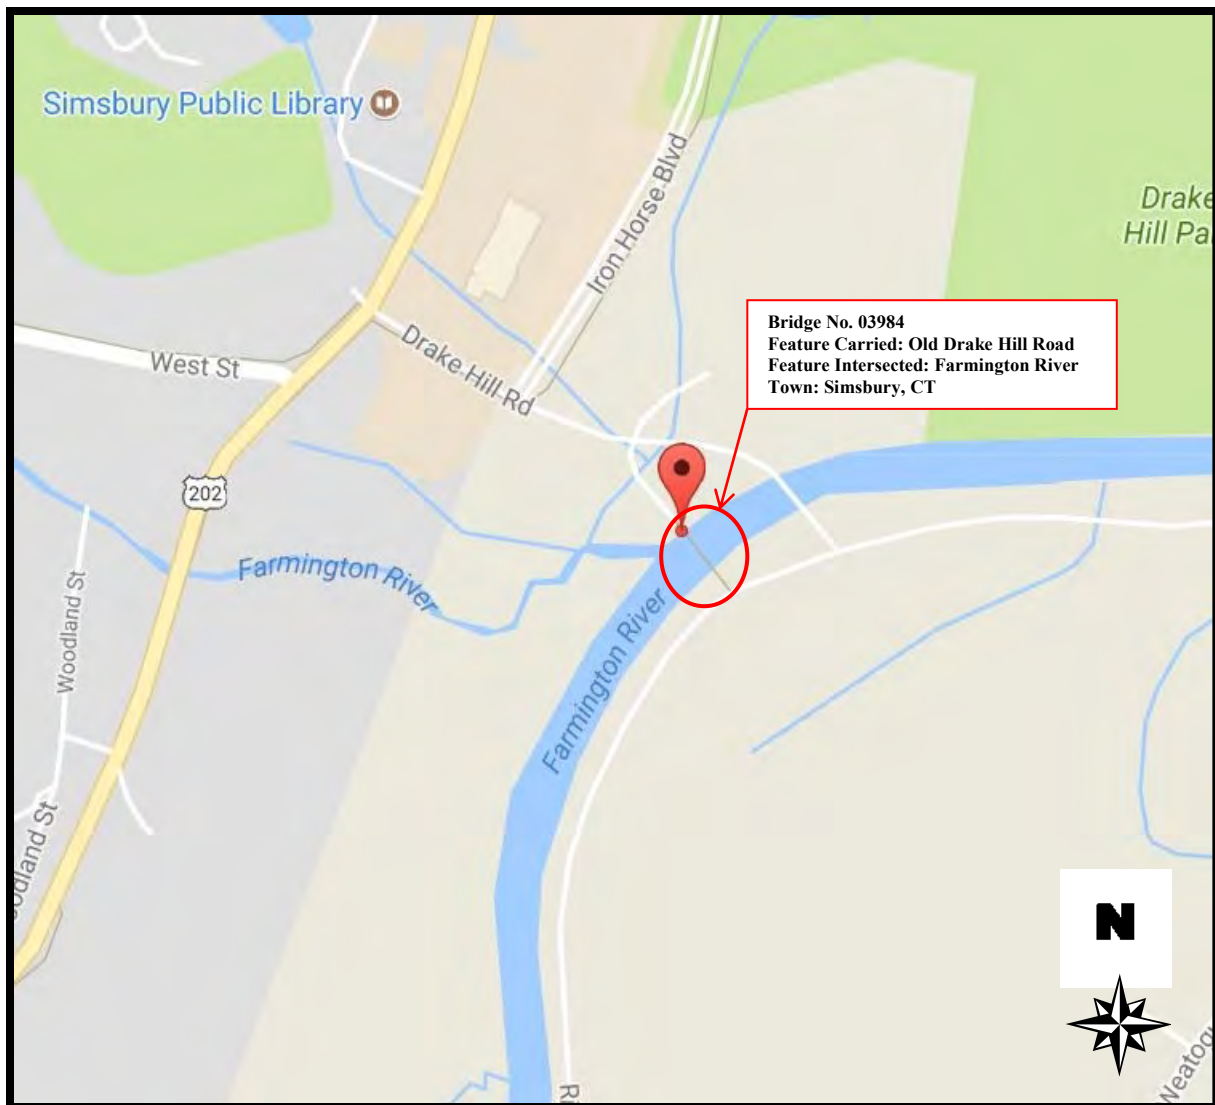 Simsbury Public Library
Drake
Hill Pa
Iron Horse Blvd
Bridge No. 03984
Feature Carried: Old Drake Hill Road
Feature Intersected: Farmington River
Town: Simsbury, CT
West St
Drake Hill Rd
202
Farmington River
Woodland St
Farmington River
odland St
N
Neatogu
Ri